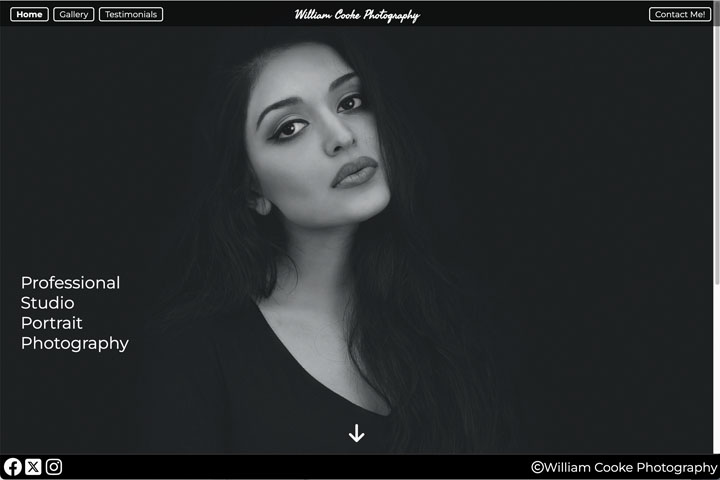 Home Gallery Testimonials William Cooke Photography Contact Me!
Professional
Studio
Portrait
Photography
©William Cooke Photography